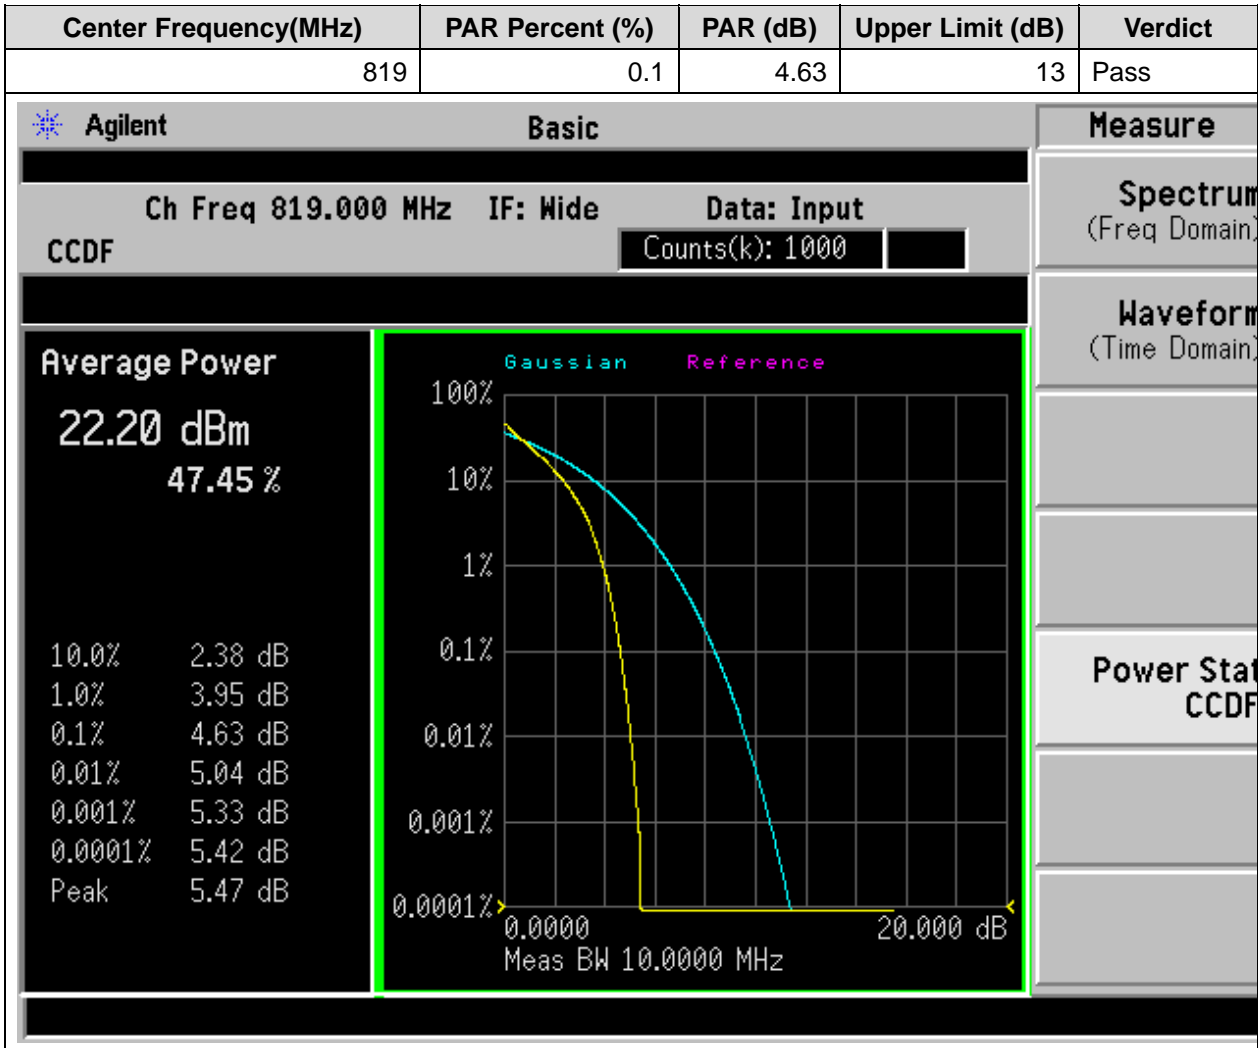 Center Frequency(MHz) PAR Percent (%) PAR (dB) Upper Limit (dB) Verdict
819 0.1 4.63 13 Pass
Agilent Basic Measure
Ch Freq 819.000 MHz IF: Wide Data: Input
CCDF Counts(k): 1000
Spectrum
(Freq Domain)
Waveform
(Time Domain)
Power Stat
CCDF
Average Power
22.20 dBm
47.45 %
10.0% 2.38 dB
1.0% 3.95 dB
0.1% 4.63 dB
0.01% 5.04 dB
0.001% 5.33 dB
0.0001% 5.42 dB
Peak 5.47 dB
Gaussian Reference
100%
10%
1%
0.1%
0.01%
0.001%
0.0001%
0.0000 20.000 dB
Meas BW 10.0000 MHz